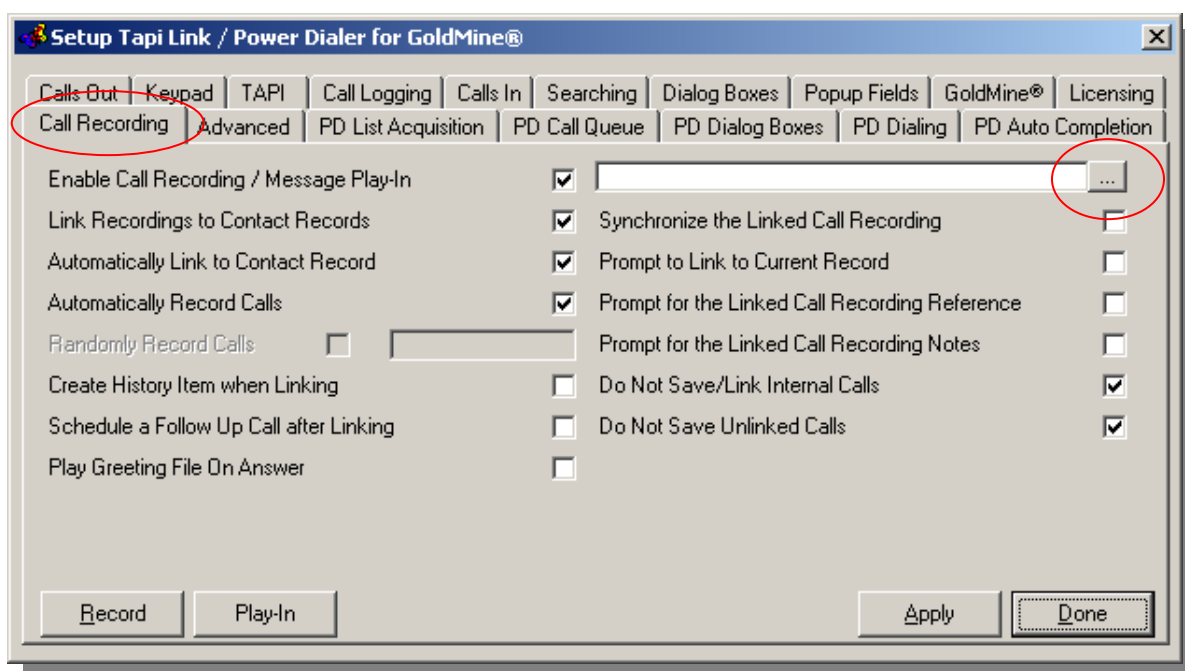 Setup Tapi Link / Power Dialer for GoldMine®
Calls Out Keypad TAPI Call Logging Calls In Searching Dialog Boxes Popup Fields GoldMine® Licensing
Call Recording Advanced PD List Acquisition PD Call Queue PD Dialog Boxes PD Dialing PD Auto Completion
Enable Call Recording / Message Play-In ...
Link Recordings to Contact Records Synchronize the Linked Call Recording
Automatically Link to Contact Record Prompt to Link to Current Record
Automatically Record Calls Prompt for the Linked Call Recording Reference
Randomly Record Calls Prompt for the Linked Call Recording Notes
Create History Item when Linking Do Not Save/Link Internal Calls
Schedule a Follow Up Call after Linking Do Not Save Unlinked Calls
Play Greeting File On Answer
Record Play-In Apply Done